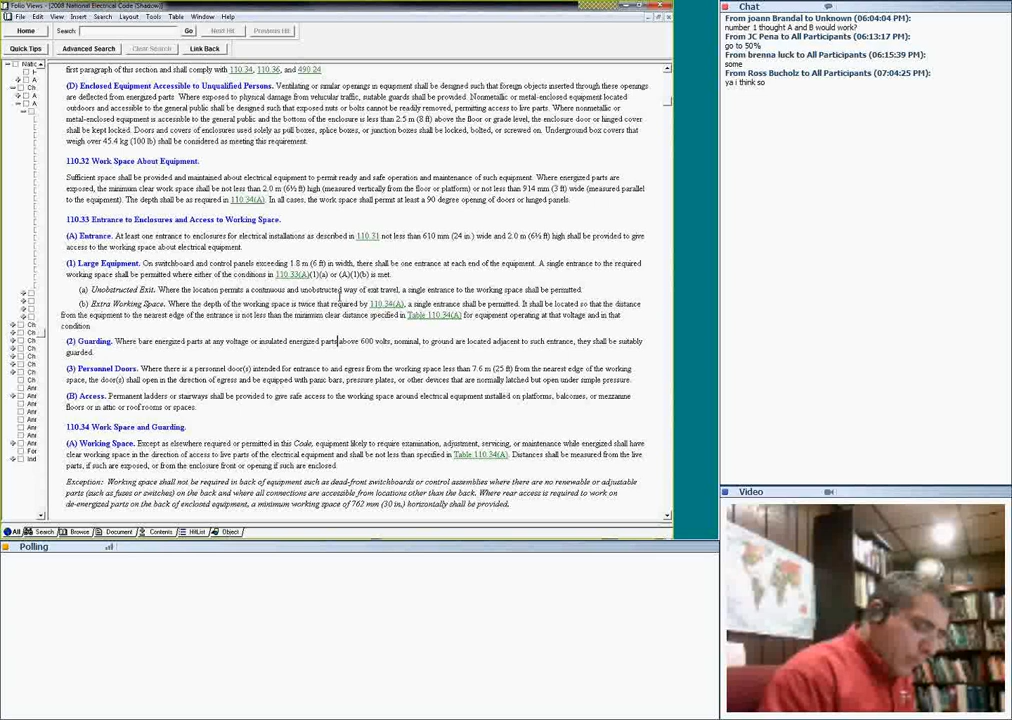 Folio Views - [2008 National Electrical Code (Shadow)]
File Edit View Insert Search Layout Tools Table Window Help
Home Search: Go Next Hit Previous Hit
Quick Tips Advanced Search Clear Search Link Back
first paragraph of this section and shall comply with 110.34, 110.36, and 490.24
(D) Enclosed Equipment Accessible to Unqualified Persons. Ventilating or similar openings in equipment shall be designed such that foreign objects inserted through these openings
are deflected from energized parts. Where exposed to physical damage from vehicular traffic, suitable guards shall be provided. Nonmetallic or metal-enclosed equipment located
outdoors and accessible to the general public shall be designed such that exposed nuts or bolts cannot be readily removed, permitting access to live parts. Where nonmetallic or
metal-enclosed equipment is accessible to the general public and the bottom of the enclosure is less than 2.5 m (8 ft) above the floor or grade level, the enclosure door or hinged cover
shall be kept locked. Doors and covers of enclosures used solely as pull boxes, splice boxes, or junction boxes shall be locked, bolted, or screwed on. Underground box covers that
weigh over 45.4 kg (100 lb) shall be considered as meeting this requirement.
110.32 Work Space About Equipment.
Sufficient space shall be provided and maintained about electrical equipment to permit ready and safe operation and maintenance of such equipment. Where energized parts are
exposed, the minimum clear work space shall be not less than 2.0 m (6½ ft) high (measured vertically from the floor or platform) or not less than 914 mm (3 ft) wide (measured parallel
to the equipment). The depth shall be as required in 110.34(A). In all cases, the work space shall permit at least a 90 degree opening of doors or hinged panels.
110.33 Entrance to Enclosures and Access to Working Space.
(A) Entrance. At least one entrance to enclosures for electrical installations as described in 110.31 not less than 610 mm (24 in.) wide and 2.0 m (6½ ft) high shall be provided to give
access to the working space about electrical equipment.
(1) Large Equipment. On switchboard and control panels exceeding 1.8 m (6 ft) in width, there shall be one entrance at each end of the equipment. A single entrance to the required
working space shall be permitted where either of the conditions in 110.33(A)(1)(a) or (A)(1)(b) is met.
(a) Unobstructed Exit. Where the location permits a continuous and unobstructed way of exit travel, a single entrance to the working space shall be permitted.
(b) Extra Working Space. Where the depth of the working space is twice that required by 110.34(A), a single entrance shall be permitted. It shall be located so that the distance
from the equipment to the nearest edge of the entrance is not less than the minimum clear distance specified in Table 110.34(A) for equipment operating at that voltage and in that
condition
(2) Guarding. Where bare energized parts at any voltage or insulated energized parts above 600 volts, nominal, to ground are located adjacent to such entrance, they shall be suitably
guarded.
(3) Personnel Doors. Where there is a personnel door(s) intended for entrance to and egress from the working space less than 7.6 m (25 ft) from the nearest edge of the working
space, the door(s) shall open in the direction of egress and be equipped with panic bars, pressure plates, or other devices that are normally latched but open under simple pressure.
(B) Access. Permanent ladders or stairways shall be provided to give safe access to the working space around electrical equipment installed on platforms, balconies, or mezzanine
floors or in attic or roof rooms or spaces.
110.34 Work Space and Guarding.
(A) Working Space. Except as elsewhere required or permitted in this Code, equipment likely to require examination, adjustment, servicing, or maintenance while energized shall have
clear working space in the direction of access to live parts of the electrical equipment and shall be not less than specified in Table 110.34(A). Distances shall be measured from the live
parts, if such are exposed, or from the enclosure front or opening if such are enclosed.
Exception: Working space shall not be required in back of equipment such as dead-front switchboards or control assemblies where there are no renewable or adjustable
parts (such as fuses or switches) on the back and where all connections are accessible from locations other than the back. Where rear access is required to work on
de-energized parts on the back of enclosed equipment, a minimum working space of 762 mm (30 in.) horizontally shall be provided.
All Search Browse Document Contents HitList Object
Polling
Chat
From joann Brandal to Unknown (06:04:04 PM):
number 1 thought A and B would work?
From JC Pena to All Participants (06:13:17 PM):
go to 50%
From brenna luck to All Participants (06:15:39 PM):
some
From Ross Bucholz to All Participants (07:04:25 PM):
ya i think so
Video